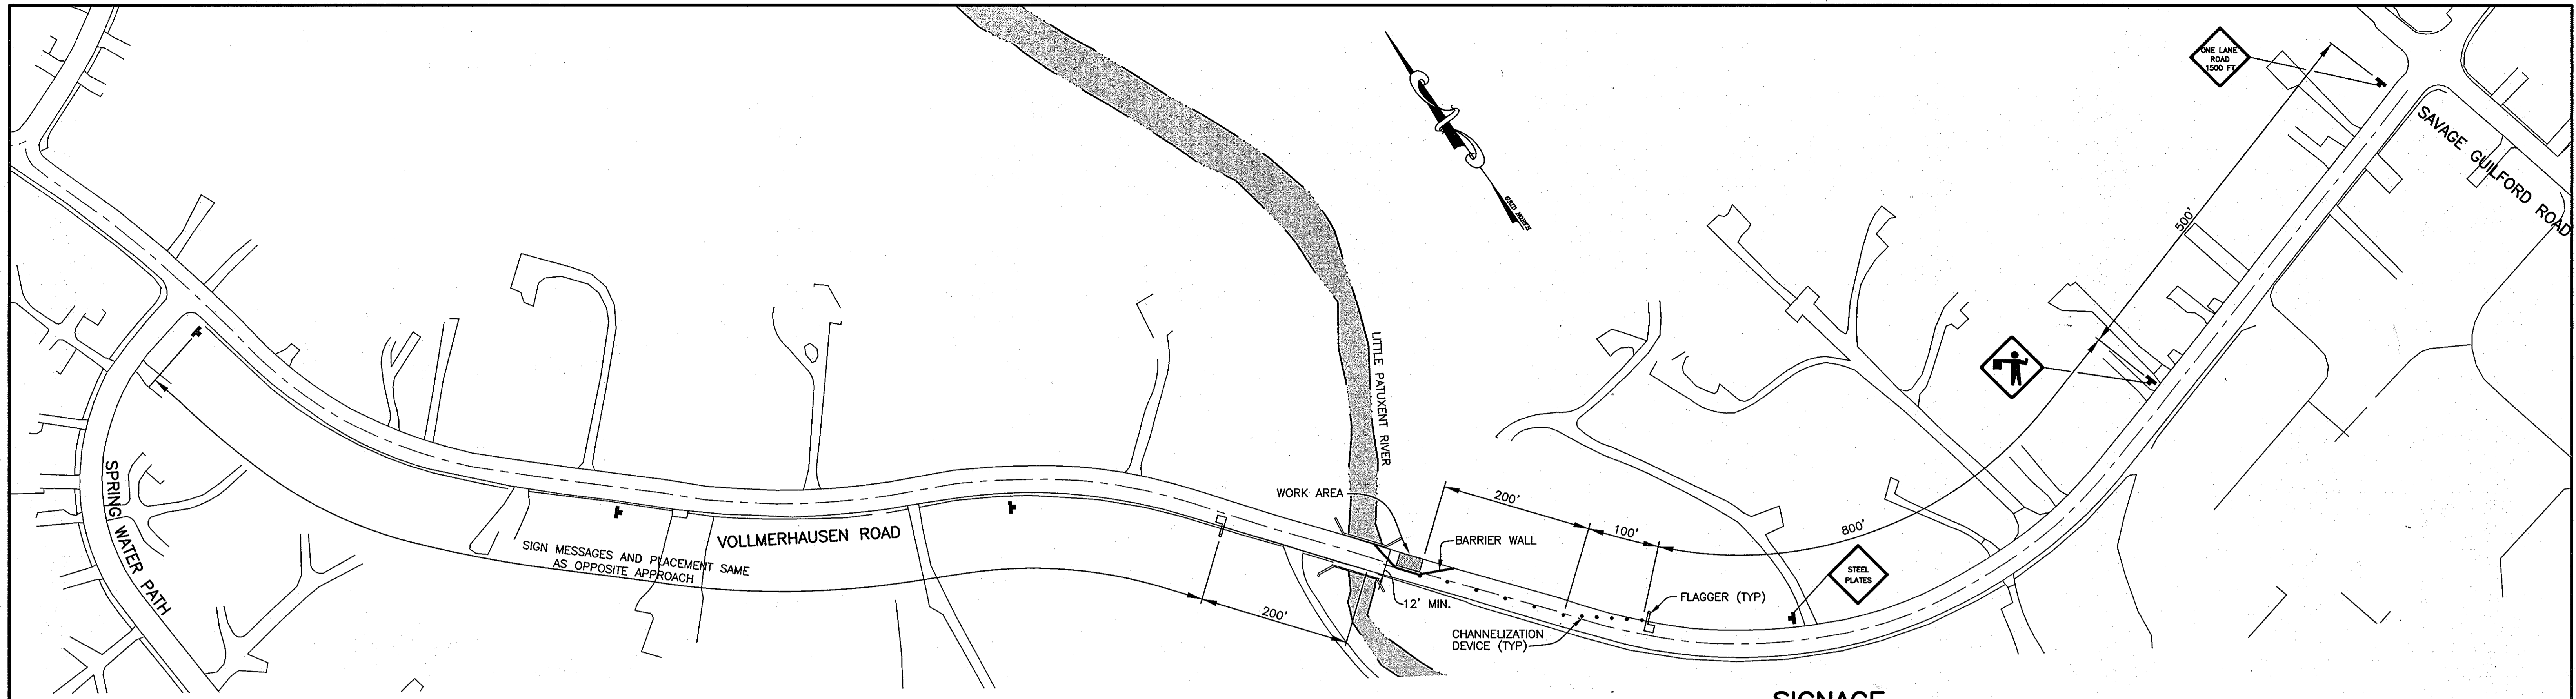 ONE LANE
ROAD
1500 FT
SAVAGE GUILFORD ROAD
GRID NORTH
500'
LITTLE PATUXENT RIVER
WORK AREA
200'
100'
800'
BARRIER WALL
STEEL
PLATES
FLAGGER (TYP)
12' MIN.
CHANNELIZATION
DEVICE (TYP)
200'
VOLLMERHAUSEN ROAD
SIGN MESSAGES AND PLACEMENT SAME
AS OPPOSITE APPROACH
SPRING WATER PATH
SIGNAGE